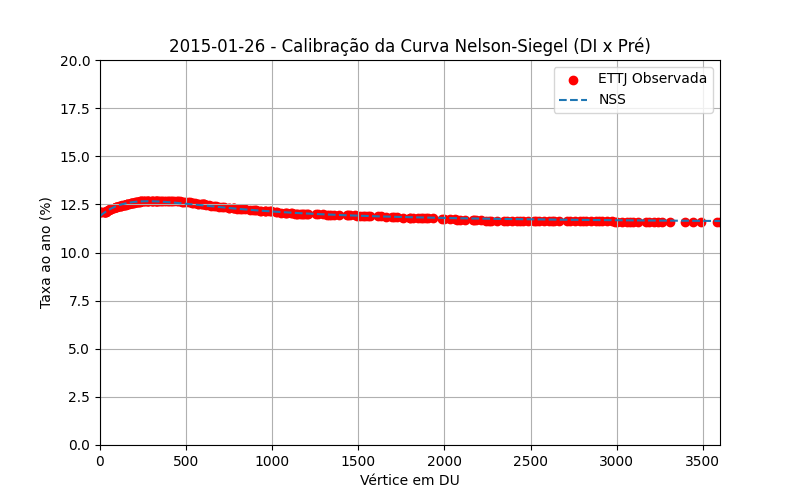 2015-01-26 - Calibração da Curva Nelson-Siegel (DI x Pré)
ETTJ Observada
NSS
Taxa ao ano (%)
20.0
17.5
15.0
12.5
10.0
7.5
5.0
2.5
0.0
0 500 1000 1500 2000 2500 3000 3500
Vértice em DU